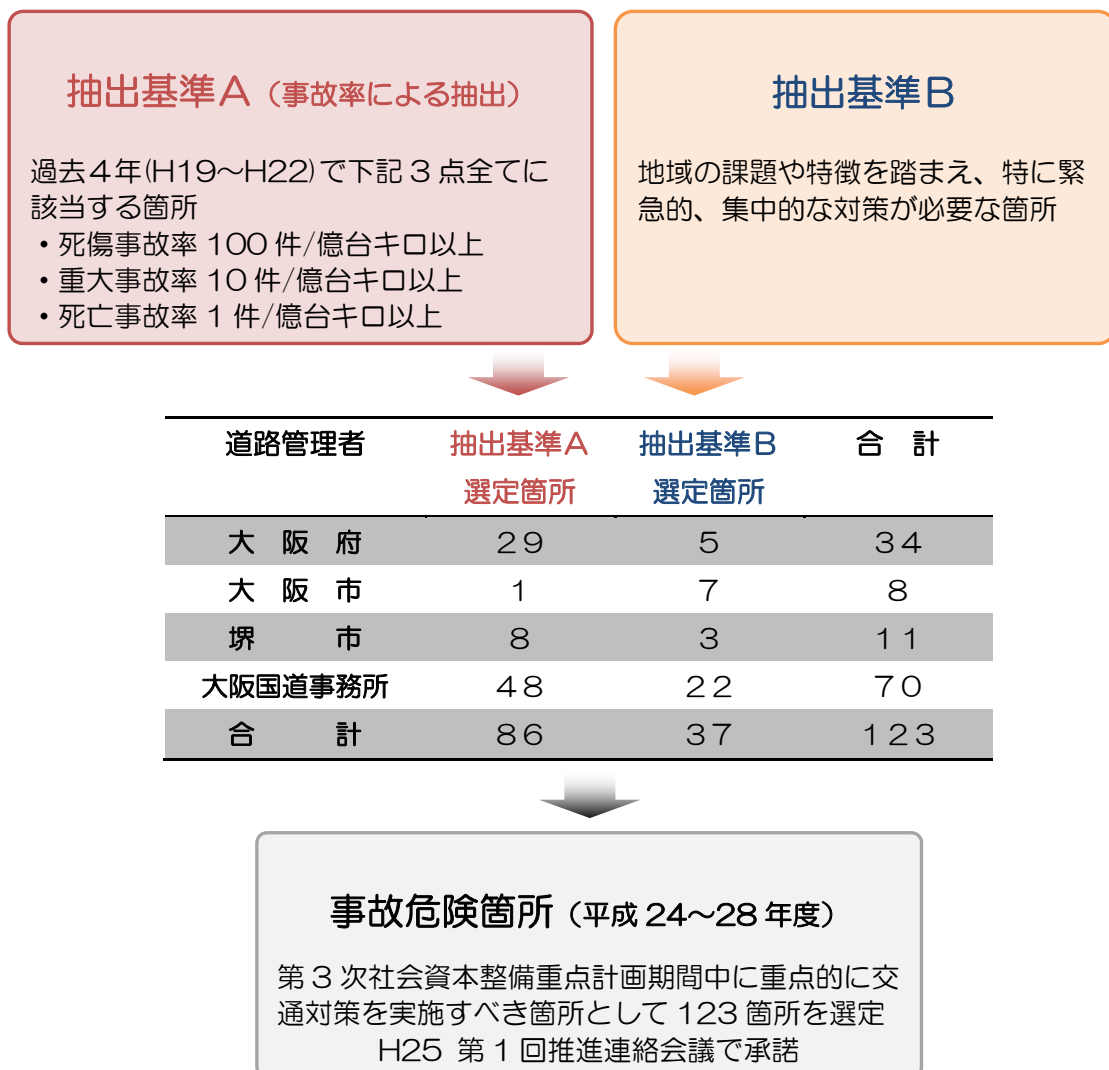 抽出基準A（事故率による抽出）
過去４年(H19～H22)で下記３点全てに
該当する箇所
・死傷事故率 100 件/億台キロ以上
・重大事故率 10 件/億台キロ以上
・死亡事故率 1 件/億台キロ以上
抽出基準B
地域の課題や特徴を踏まえ、特に緊
急的、集中的な対策が必要な箇所
道路管理者 抽出基準A 抽出基準B 合　計
選定箇所 選定箇所
大　阪　府 ２９ ５ ３４
大　阪　市 １ ７ ８
堺　　　市 ８ ３ １１
大阪国道事務所 ４８ ２２ ７０
合　　　計 ８６ ３７ １２３
事故危険箇所（平成 24～28 年度）
第３次社会資本整備重点計画期間中に重点的に交
通対策を実施すべき箇所として 123 箇所を選定
H25 第１回推進連絡会議で承諾